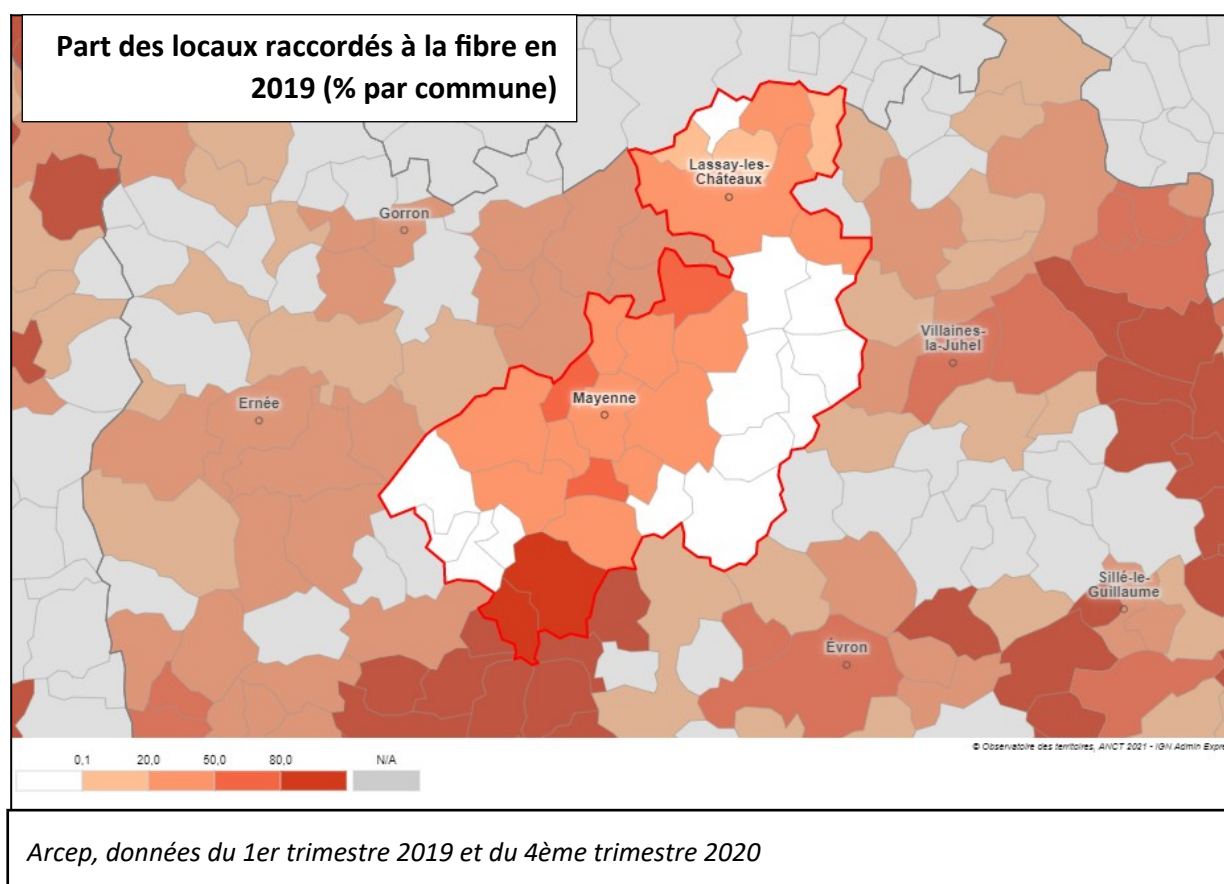 Part des locaux raccordés à la fibre en
2019 (% par commune)
Lassay-les-
Châteaux
Gorron
Villaines-
la-Juhel
Ernée
Mayenne
Sillé-le-
Guillaume
Évron
© Observatoire des territoires, ANCT 2021 - IGN Admin Expre
0,1 20,0 50,0 80,0 N/A
Arcep, données du 1er trimestre 2019 et du 4ème trimestre 2020